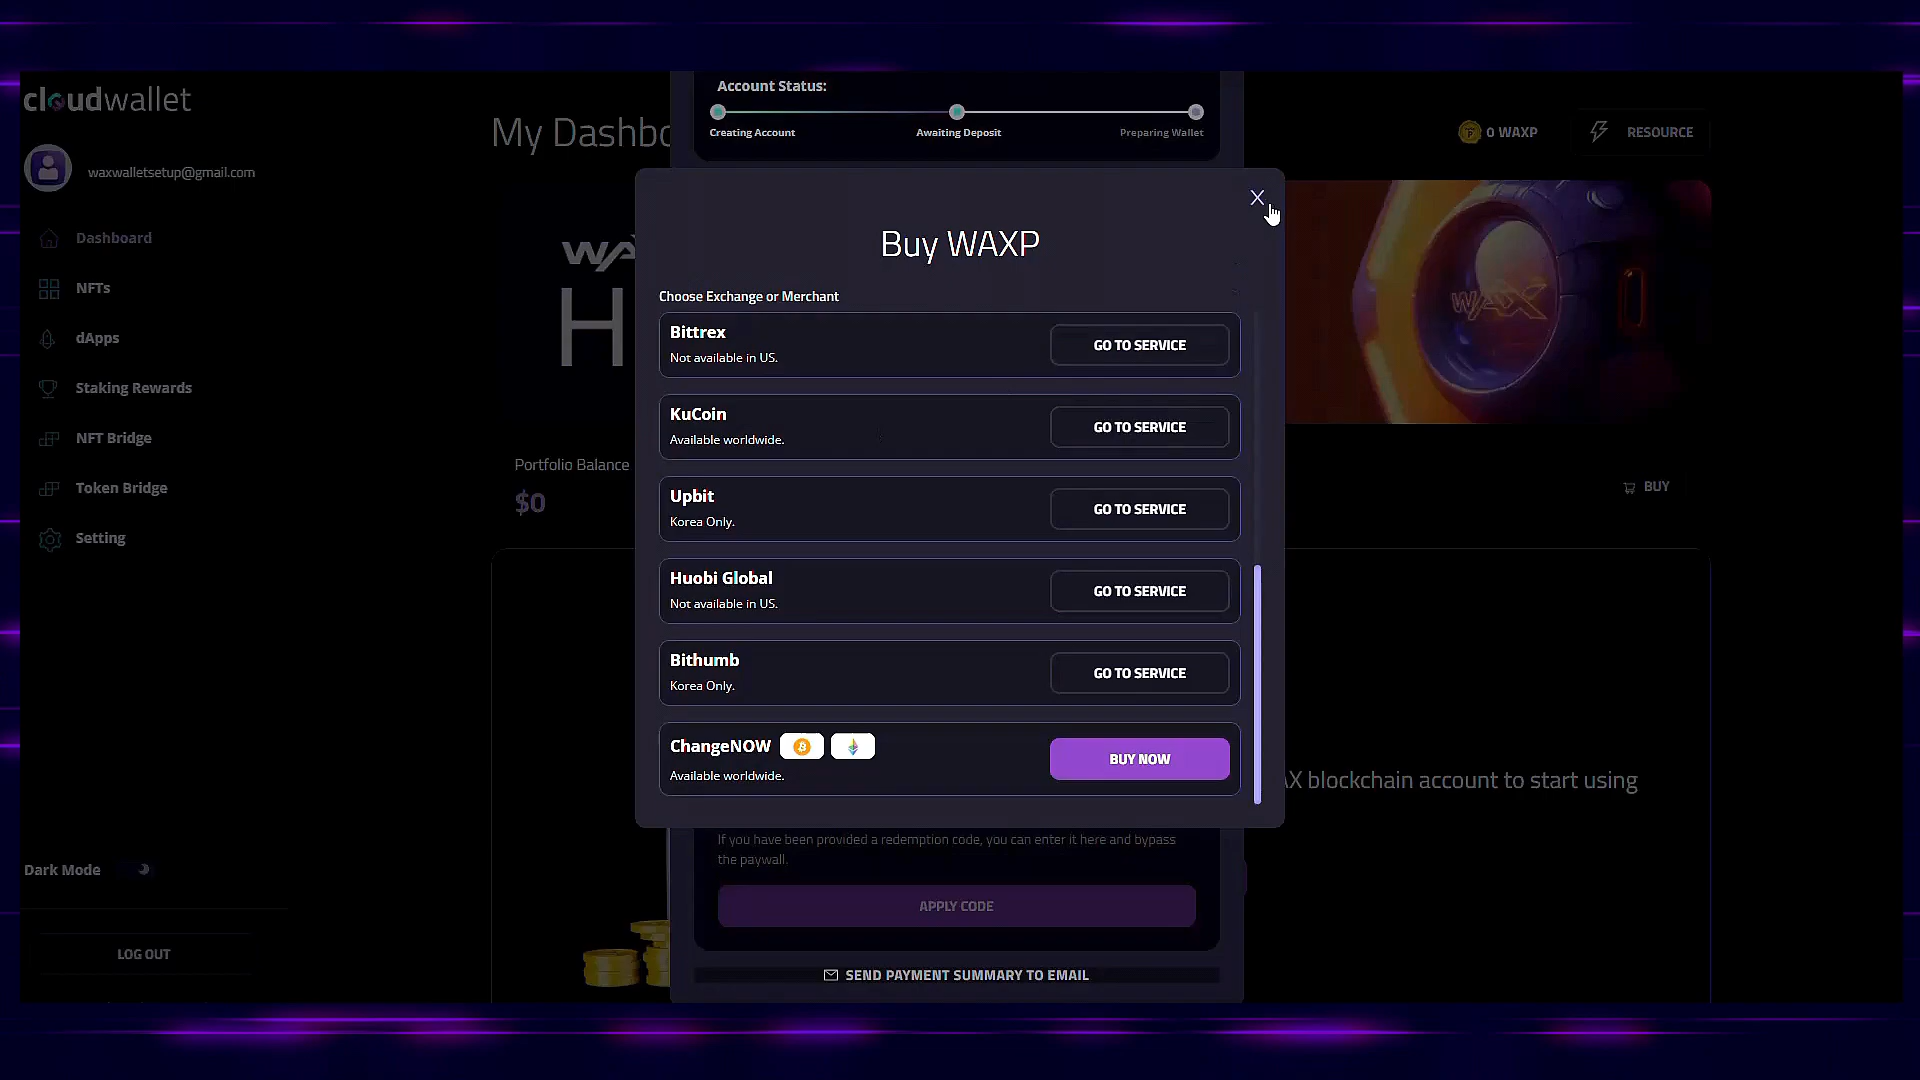 cloudwallet
waxwalletsetup@gmail.com
Dashboard
NFTs
dApps
Staking Rewards
NFT Bridge
Token Bridge
Setting
Dark Mode
LOG OUT
My Dashbo
0 WAXP
RESOURCE
WAX
H
WAX
Portfolio Balance
$0
BUY
AX blockchain account to start using
Account Status:
Creating Account
Awaiting Deposit
Preparing Wallet
X
Buy WAXP
Choose Exchange or Merchant
Bittrex
Not available in US.
GO TO SERVICE
KuCoin
Available worldwide.
GO TO SERVICE
Upbit
Korea Only.
GO TO SERVICE
Huobi Global
Not available in US.
GO TO SERVICE
Bithumb
Korea Only.
GO TO SERVICE
ChangeNOW
Available worldwide.
BUY NOW
If you have been provided a redemption code, you can enter it here and bypass
the paywall.
APPLY CODE
SEND PAYMENT SUMMARY TO EMAIL